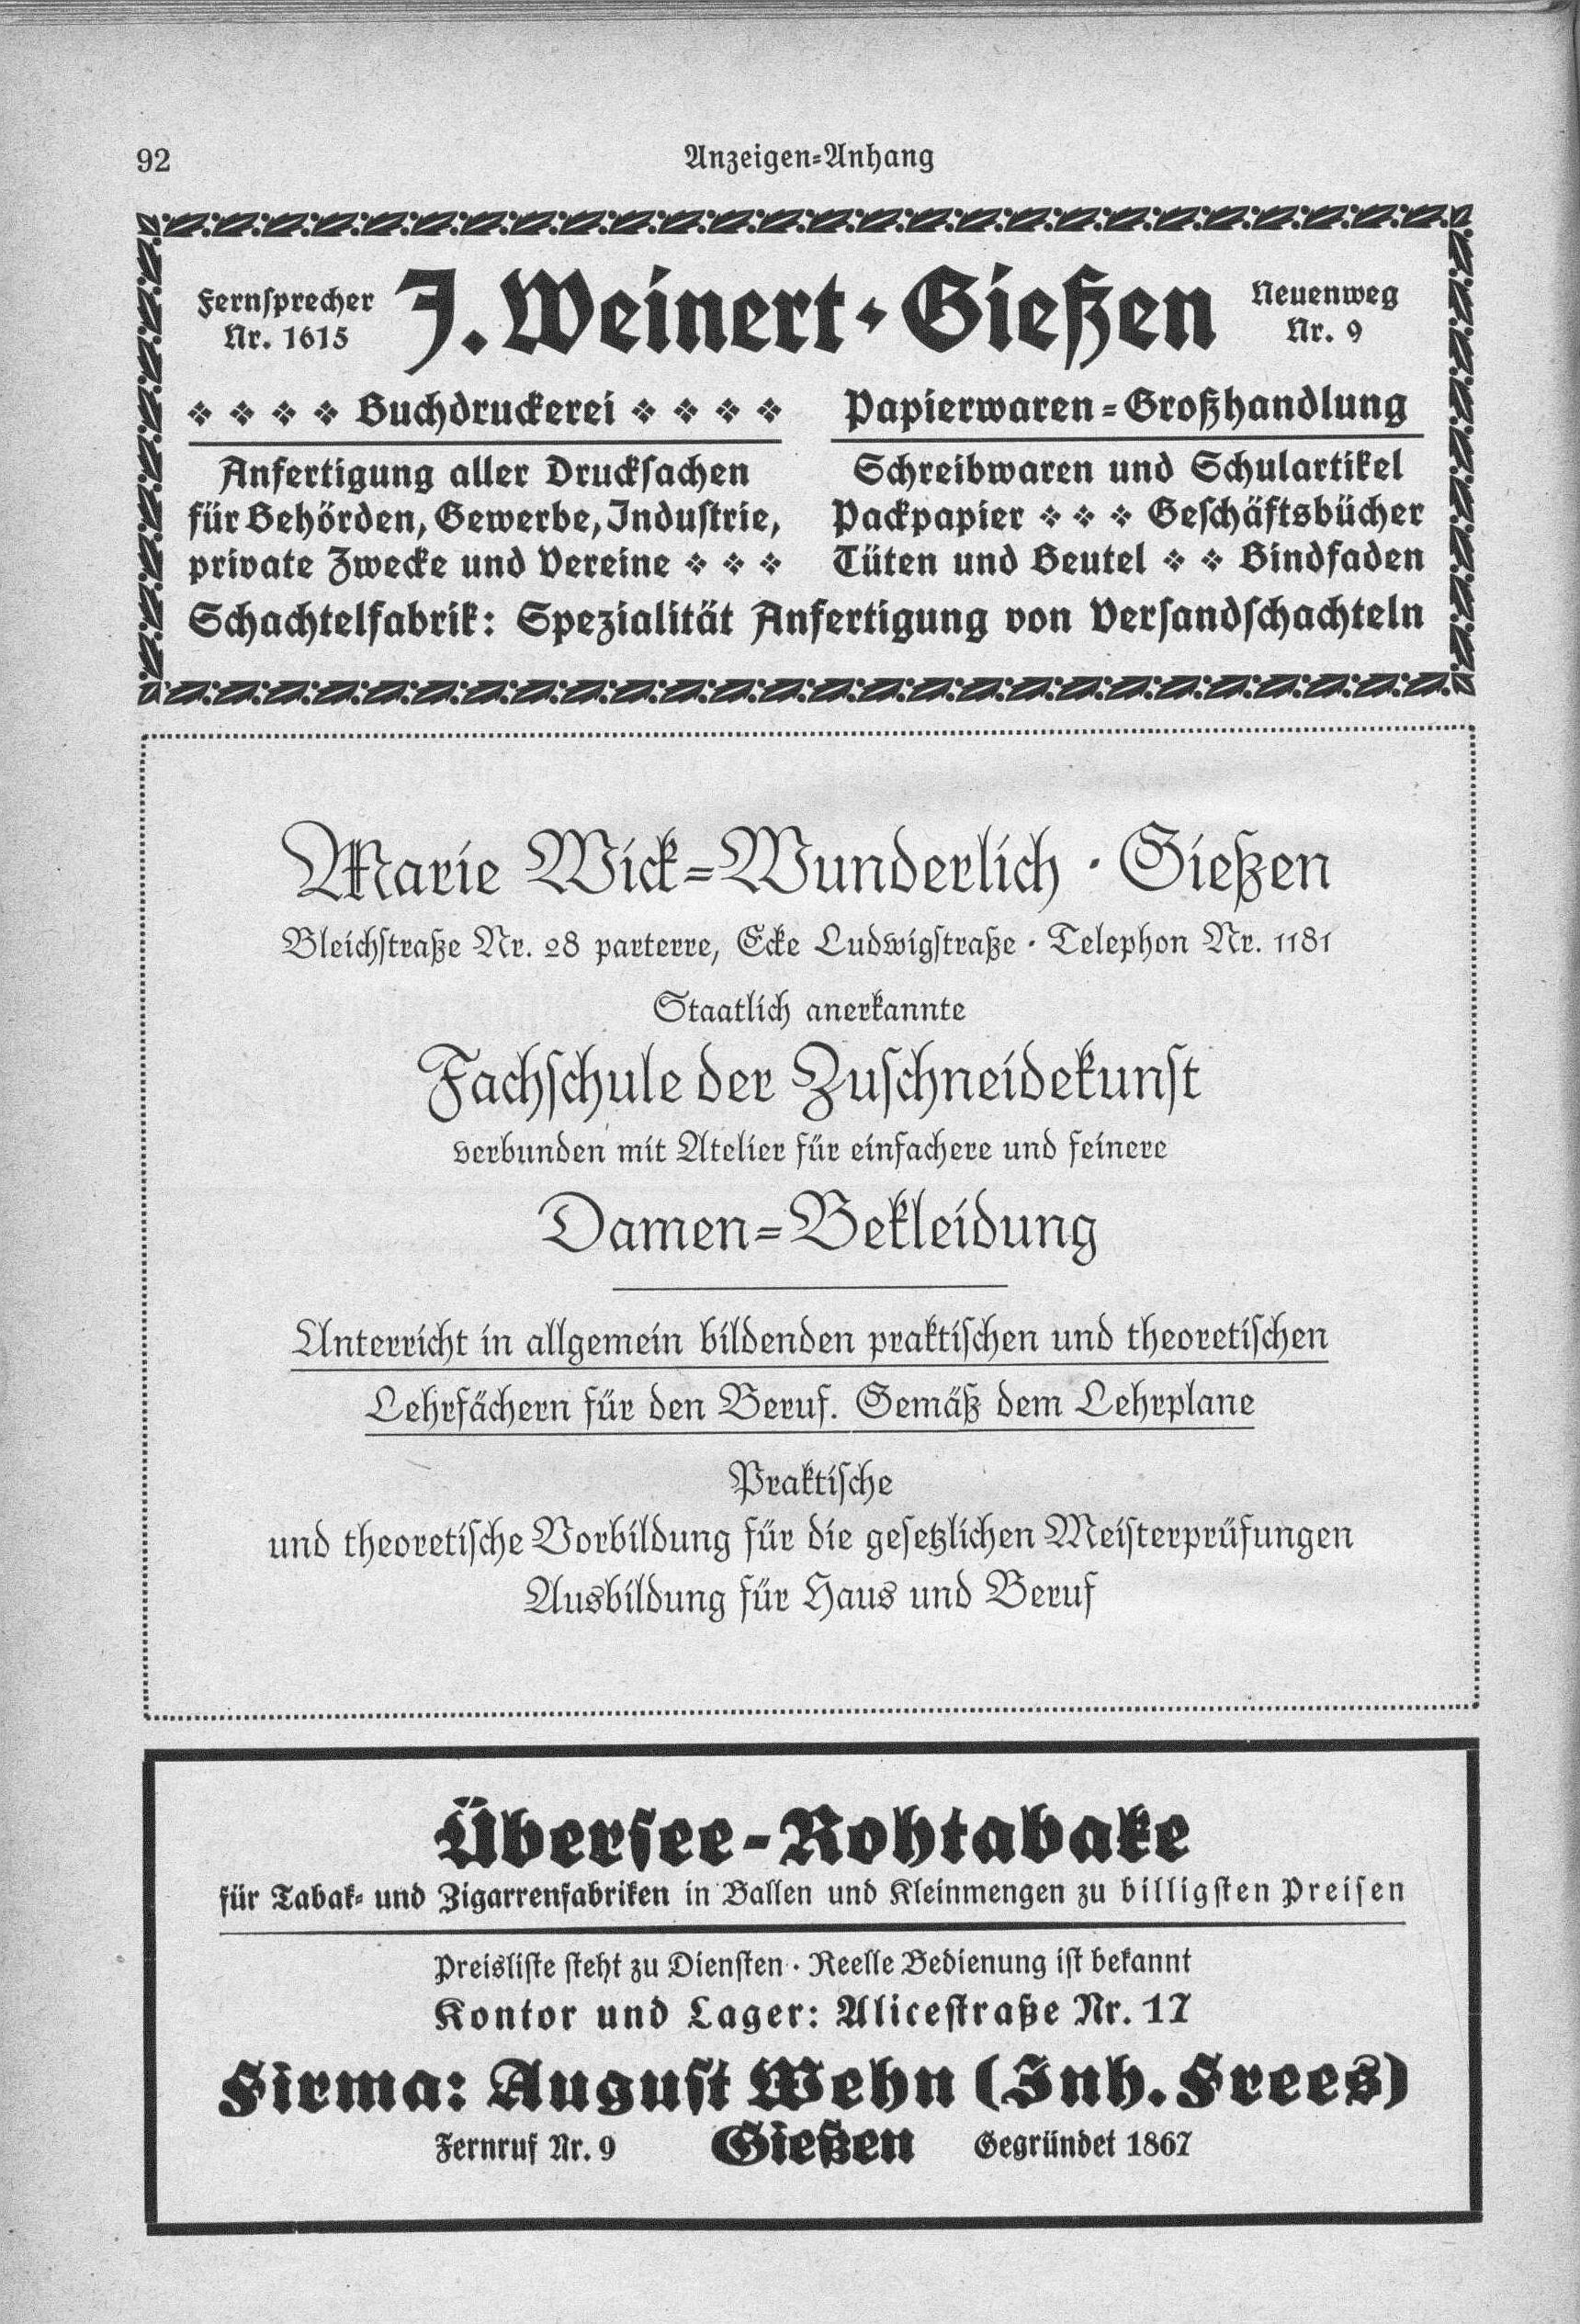 92
Anzeigen-Anhang
Fernsprecher
Nr. 1615
J. Weinert · Gießen
Neuenweg
Nr. 9
Buchdruckerei
Anfertigung aller Drucksachen
für Behörden, Gewerbe, Industrie,
private Zwecke und Vereine
Papierwaren-Großhandlung
Schreibwaren und Schulartikel
Packpapier Geschäftsbücher
Tüten und Beutel Bindfaden
Schachtelfabrik: Spezialität Anfertigung von Versandschachteln
Marie Wick-Wunderlich · Gießen
Bleichstraße Nr. 28 parterre, Ecke Ludwigstraße · Telephon Nr. 1181
Staatlich anerkannte
Fachschule der Zuschneidekunst
verbunden mit Atelier für einfachere und feinere
Damen-Bekleidung
Unterricht in allgemein bildenden praktischen und theoretischen
Lehrfächern für den Beruf. Gemäß dem Lehrplane
Praktische
und theoretische Vorbildung für die gesetzlichen Meisterprüfungen
Ausbildung für Haus und Beruf
Übersee-Rohtabake
für Tabak- und Zigarrenfabriken in Ballen und Kleinmengen zu billigsten Preisen
Preisliste steht zu Diensten · Reelle Bedienung ist bekannt
Kontor und Lager: Alicestraße Nr. 17
Firma: August Wehn (Inh. Frees)
Fernruf Nr. 9 Gießen Gegründet 1867